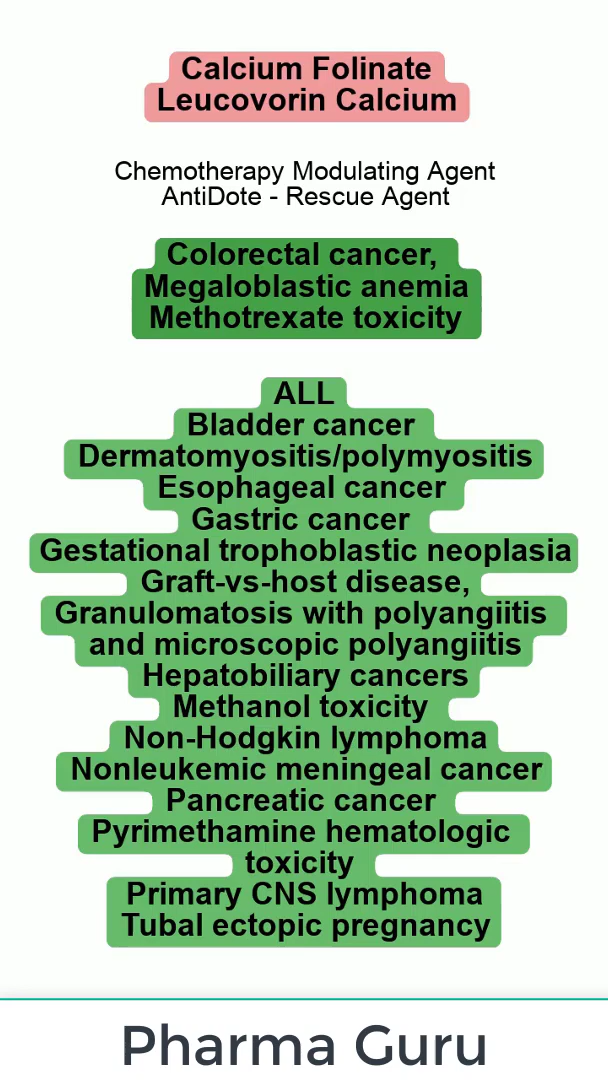 Calcium Folinate
Leucovorin Calcium
Chemotherapy Modulating Agent
AntiDote - Rescue Agent
Colorectal cancer,
Megaloblastic anemia
Methotrexate toxicity
ALL
Bladder cancer
Dermatomyositis/polymyositis
Esophageal cancer
Gastric cancer
Gestational trophoblastic neoplasia
Graft-vs-host disease,
Granulomatosis with polyangiitis
and microscopic polyangiitis
Hepatobiliary cancers
Methanol toxicity
Non-Hodgkin lymphoma
Nonleukemic meningeal cancer
Pancreatic cancer
Pyrimethamine hematologic
toxicity
Primary CNS lymphoma
Tubal ectopic pregnancy
Pharma Guru